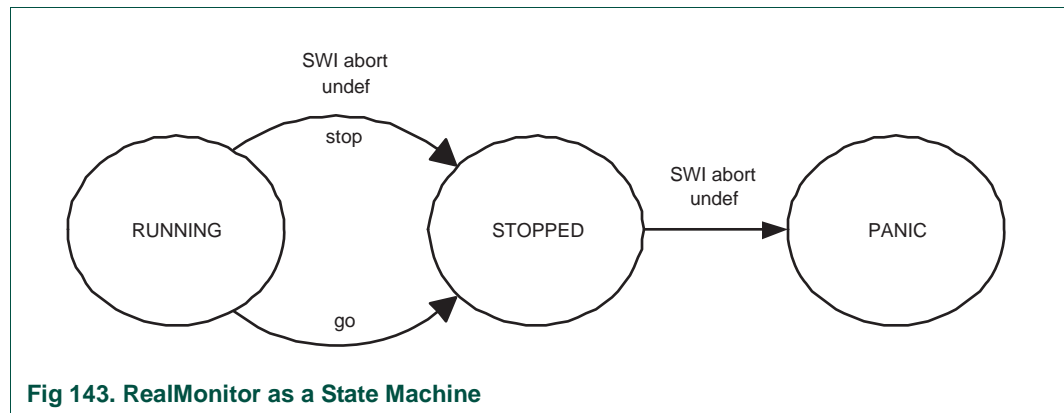 SWI abort
undef
stop
RUNNING
go
STOPPED
SWI abort
undef
PANIC
Fig 143. RealMonitor as a State Machine